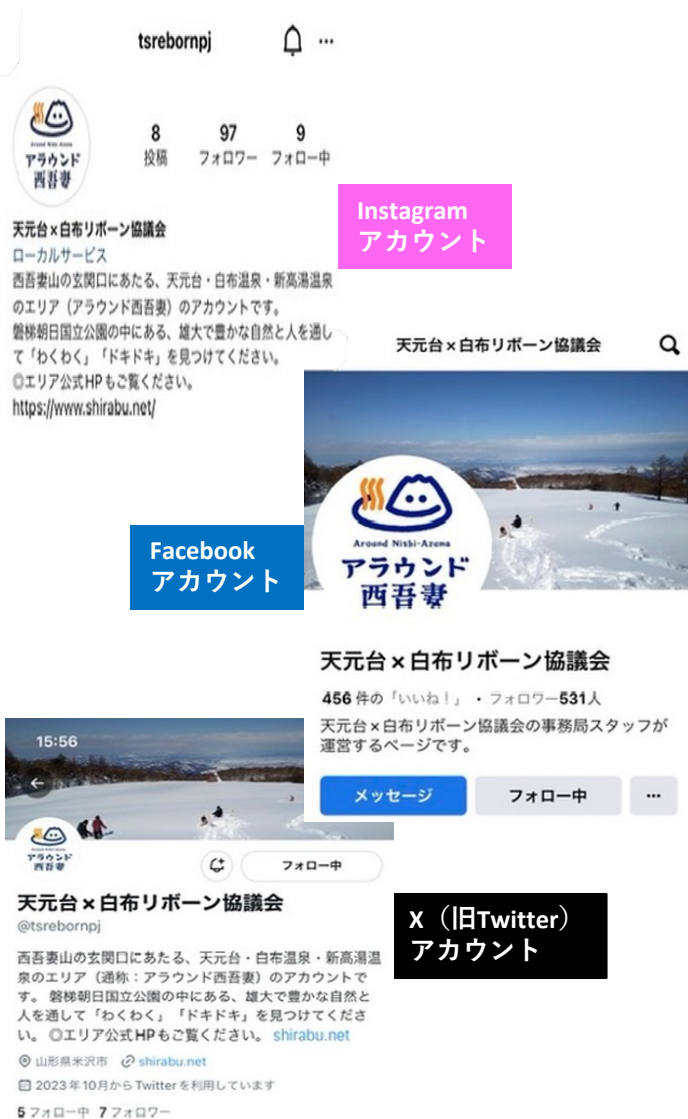 tsrebornpj
Around Nishi-Azuma
アラウンド
西吾妻
8 97 9
投稿 フォロワー フォロー中
天元台×白布リボーン協議会
ローカルサービス
西吾妻山の玄関口にあたる、天元台・白布温泉・新高湯温泉
のエリア（アラウンド西吾妻）のアカウントです。
磐梯朝日国立公園の中にある、雄大で豊かな自然と人を通し
て「わくわく」「ドキドキ」を見つけてください。
◎エリア公式HPもご覧ください。
https://www.shirabu.net/
Instagram
アカウント
天元台×白布リボーン協議会
Around Nishi-Azuma
アラウンド
西吾妻
Facebook
アカウント
天元台×白布リボーン協議会
456 件の「いいね！」・フォロワー531人
天元台×白布リボーン協議会の事務局スタッフが
運営するページです。
メッセージ フォロー中
15:56
アラウンド
西吾妻
フォロー中
天元台×白布リボーン協議会
@tsrebornpj
西吾妻山の玄関口にあたる、天元台・白布温泉・新高湯温
泉のエリア（通称：アラウンド西吾妻）のアカウントで
す。 磐梯朝日国立公園の中にある、雄大で豊かな自然と
人を通して「わくわく」「ドキドキ」を見つけてくださ
い。 ◎エリア公式HPもご覧ください。 shirabu.net
山形県米沢市 shirabu.net
2023年10月からTwitterを利用しています
5 フォロー中 7 フォロワー
X（旧Twitter）
アカウント